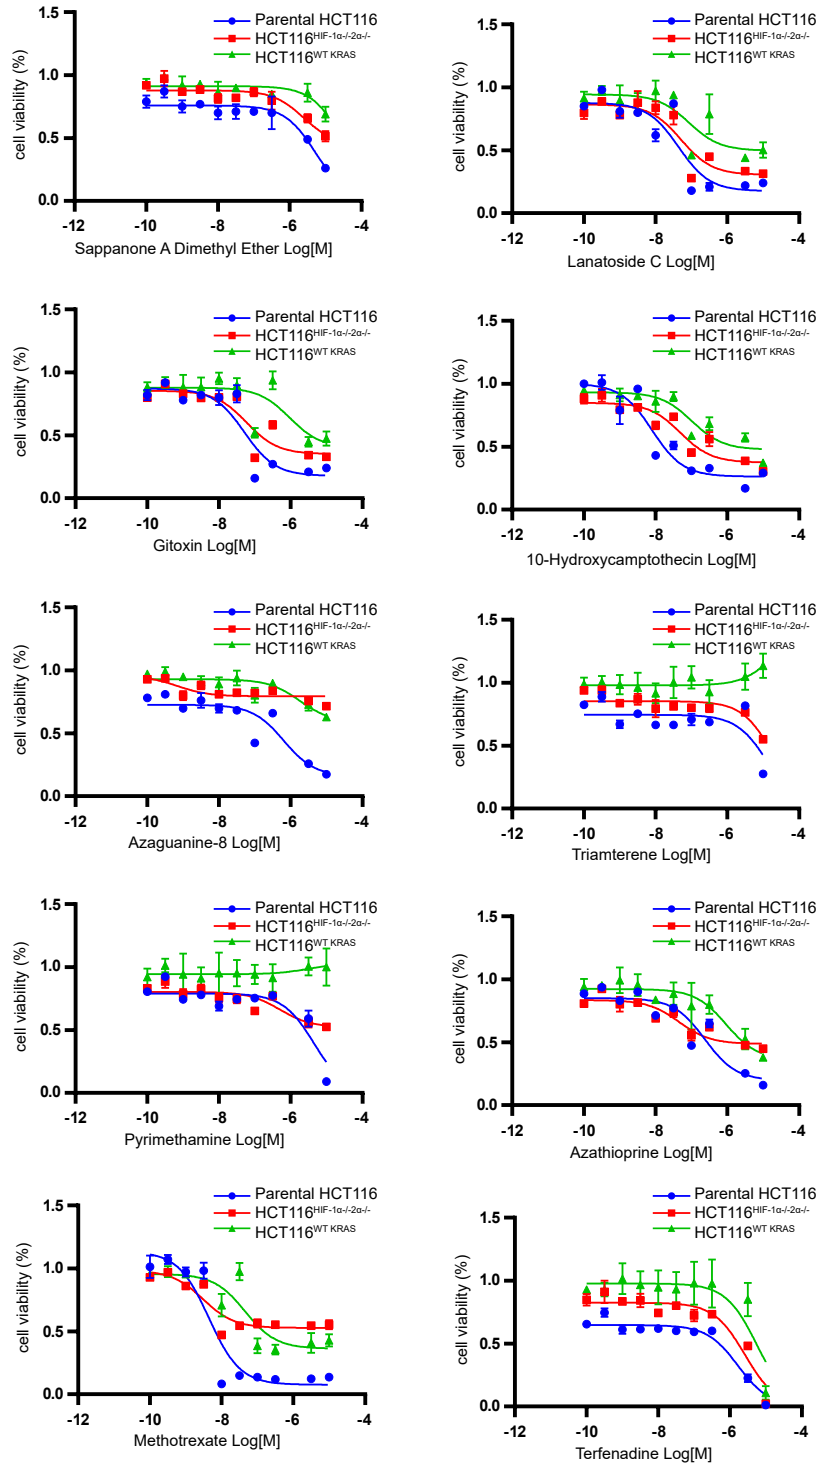 Parental HCT116
HCT116HIF-1α-/-2α-/-
HCT116WT KRAS
cell viability (%)
1.5
1.0
0.5
0.0
-12 -10 -8 -6 -4
Sappanone A Dimethyl Ether Log[M]
Parental HCT116
HCT116HIF-1α-/-2α-/-
HCT116WT KRAS
cell viability (%)
1.5
1.0
0.5
0.0
-12 -10 -8 -6 -4
Lanatoside C Log[M]
Parental HCT116
HCT116HIF-1α-/-2α-/-
HCT116WT KRAS
cell viability (%)
1.5
1.0
0.5
0.0
-12 -10 -8 -6 -4
Gitoxin Log[M]
Parental HCT116
HCT116HIF-1α-/-2α-/-
HCT116WT KRAS
cell viability (%)
1.5
1.0
0.5
0.0
-12 -10 -8 -6 -4
10-Hydroxycamptothecin Log[M]
Parental HCT116
HCT116HIF-1α-/-2α-/-
HCT116WT KRAS
cell viability (%)
1.5
1.0
0.5
0.0
-12 -10 -8 -6 -4
Azaguanine-8 Log[M]
Parental HCT116
HCT116HIF-1α-/-2α-/-
HCT116WT KRAS
cell viability (%)
1.5
1.0
0.5
0.0
-12 -10 -8 -6 -4
Triamterene Log[M]
Parental HCT116
HCT116HIF-1α-/-2α-/-
HCT116WT KRAS
cell viability (%)
1.5
1.0
0.5
0.0
-12 -10 -8 -6 -4
Pyrimethamine Log[M]
Parental HCT116
HCT116HIF-1α-/-2α-/-
HCT116WT KRAS
cell viability (%)
1.5
1.0
0.5
0.0
-12 -10 -8 -6 -4
Azathioprine Log[M]
Parental HCT116
HCT116HIF-1α-/-2α-/-
HCT116WT KRAS
cell viability (%)
1.5
1.0
0.5
0.0
-12 -10 -8 -6 -4
Methotrexate Log[M]
Parental HCT116
HCT116HIF-1α-/-2α-/-
HCT116WT KRAS
cell viability (%)
1.5
1.0
0.5
0.0
-12 -10 -8 -6 -4
Terfenadine Log[M]